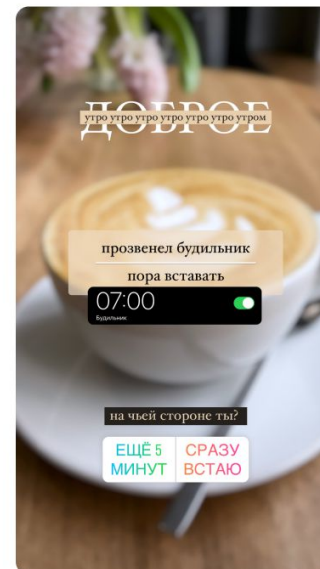 ДОБРОЕ
утро утро утро утро утро утро утром
прозвенел будильник
пора вставать
07:00
Будильник
на чьей стороне ты?
ЕЩЁ 5 СРАЗУ
МИНУТ ВСТАЮ